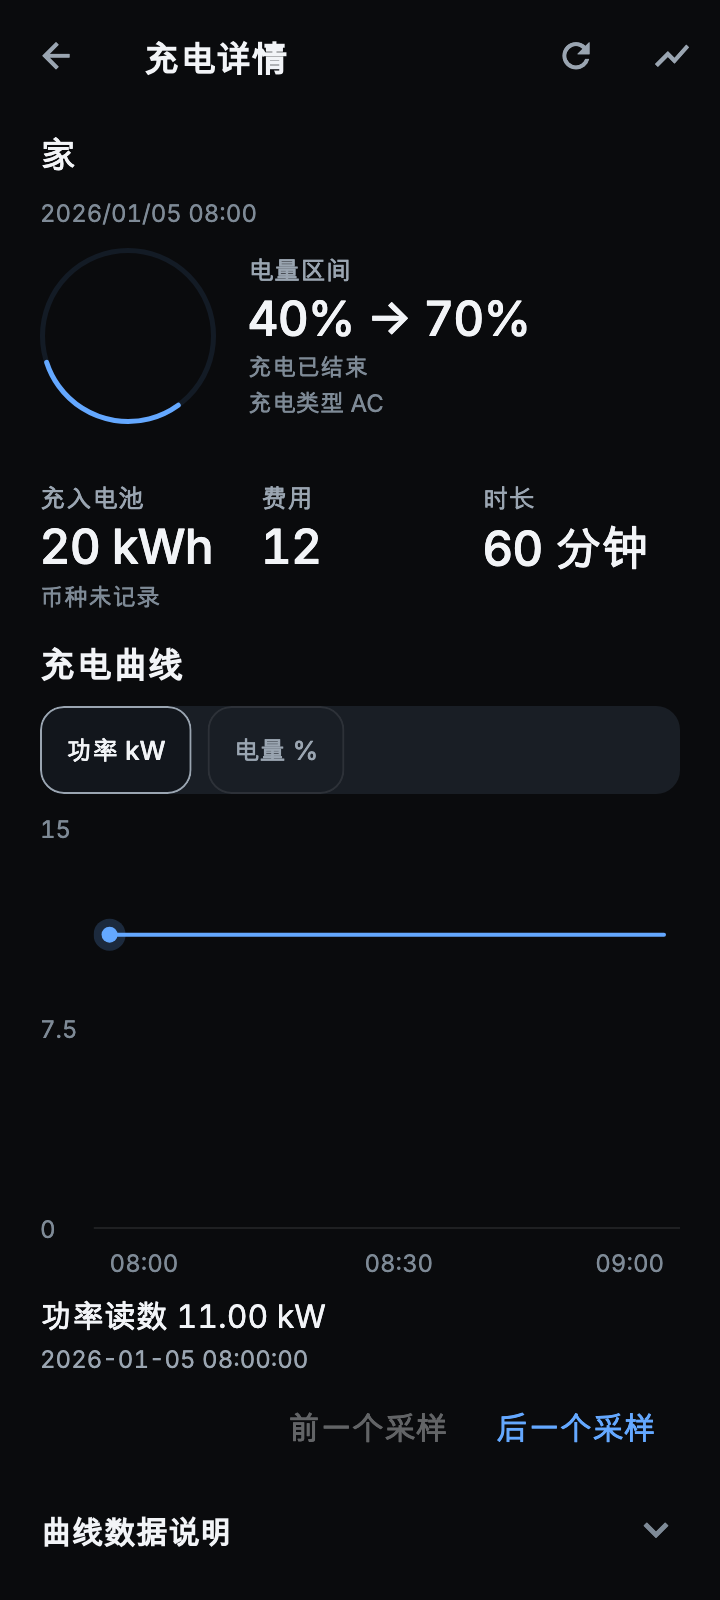 充电详情
家
2026/01/05 08:00
电量区间
40% → 70%
充电已结束
充电类型 AC
充入电池
20 kWh
币种未记录
费用
12
时长
60 分钟
充电曲线
功率 kW
电量 %
15
7.5
0
08:00 08:30 09:00
功率读数 11.00 kW
2026-01-05 08:00:00
前一个采样 后一个采样
曲线数据说明